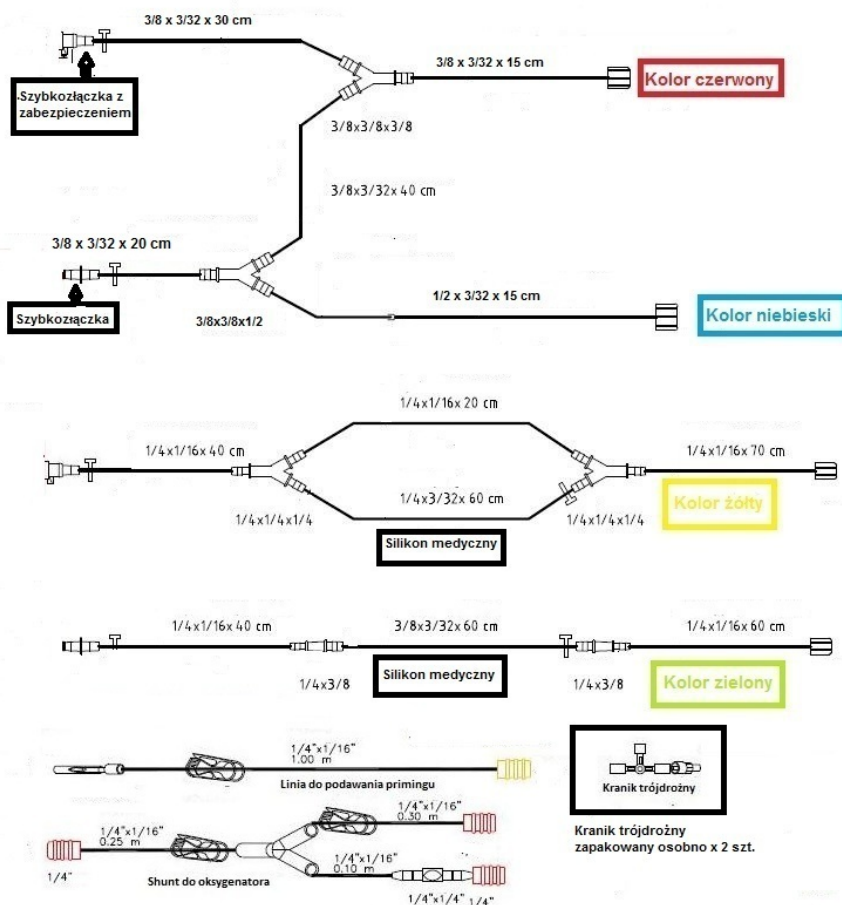 3/8 x 3/32 x 30 cm
3/8 x 3/32 x 15 cm
Kolor czerwony
Szybkozłączka z
zabezpieczeniem
3/8x3/8x3/8
3/8x3/32x 40 cm
3/8 x 3/32 x 20 cm
Szybkozłączka
3/8x3/8x1/2
1/2 x 3/32 x 15 cm
Kolor niebieski
1/4x1/16x 20 cm
1/4x1/16x 40 cm
1/4x1/16x 70 cm
1/4x3/32x 60 cm
Kolor żółty
1/4x1/4x1/4
1/4x1/4x1/4
Silikon medyczny
1/4x1/16x 40 cm
3/8x3/32x 60 cm
1/4x1/16x 60 cm
1/4x3/8
Silikon medyczny
1/4x3/8
Kolor zielony
1/4"x1/16"
1.00 m
Linia do podawania primingu
Kranik trójdrożny
Kranik trójdrożny
zapakowany osobno x 2 szt.
1/4"x1/16"
0.30 m
1/4"x1/16"
0.25 m
1/4"x1/16"
0.10 m
1/4"
Shunt do oksygenatora
1/4"x1/4"
1/4"